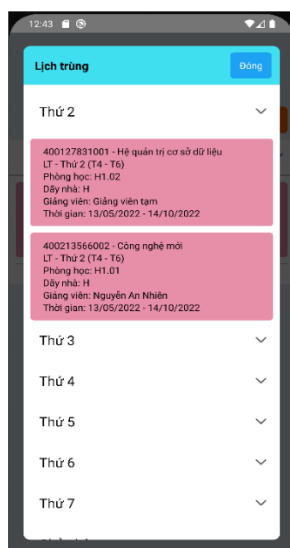 12:43
Lịch trùng
Đóng
Thứ 2
400127831001 - Hệ quản trị cơ sở dữ liệu
LT - Thứ 2 (T4 - T6)
Phòng học: H1.02
Dãy nhà: H
Giảng viên: Giảng viên tạm
Thời gian: 13/05/2022 - 14/10/2022
400213566002 - Công nghệ mới
LT - Thứ 2 (T4 - T6)
Phòng học: H1.01
Dãy nhà: H
Giảng viên: Nguyễn An Nhiên
Thời gian: 13/05/2022 - 14/10/2022
Thứ 3
Thứ 4
Thứ 5
Thứ 6
Thứ 7